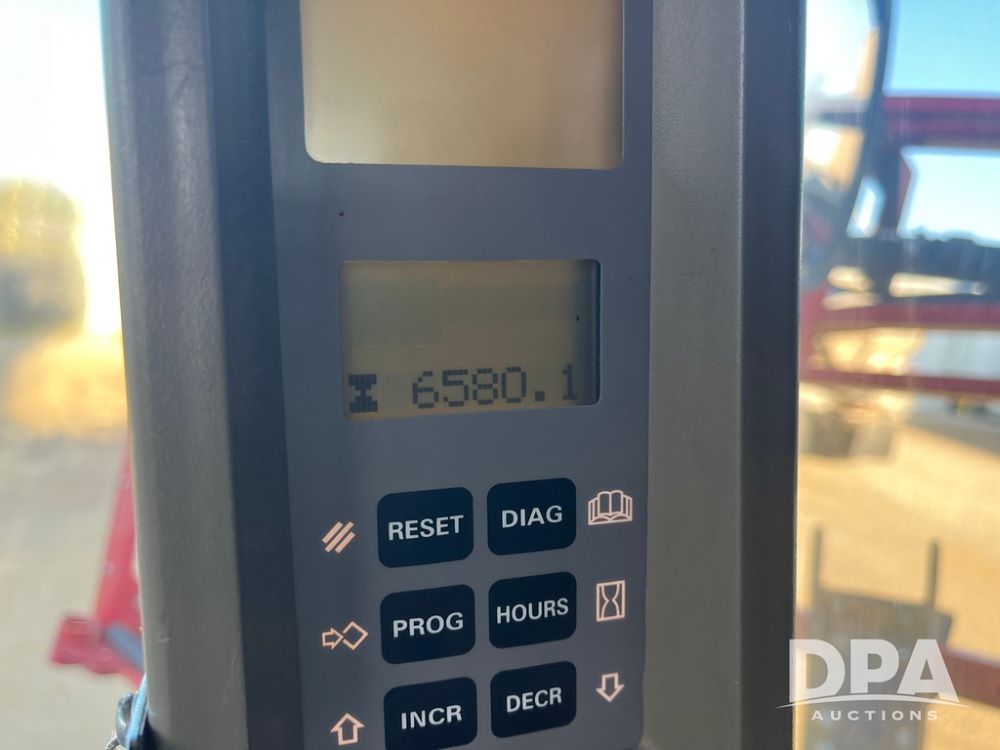 6580.1
RESET DIAG
PROG HOURS
INCR DECR
DPA
AUCTIONS